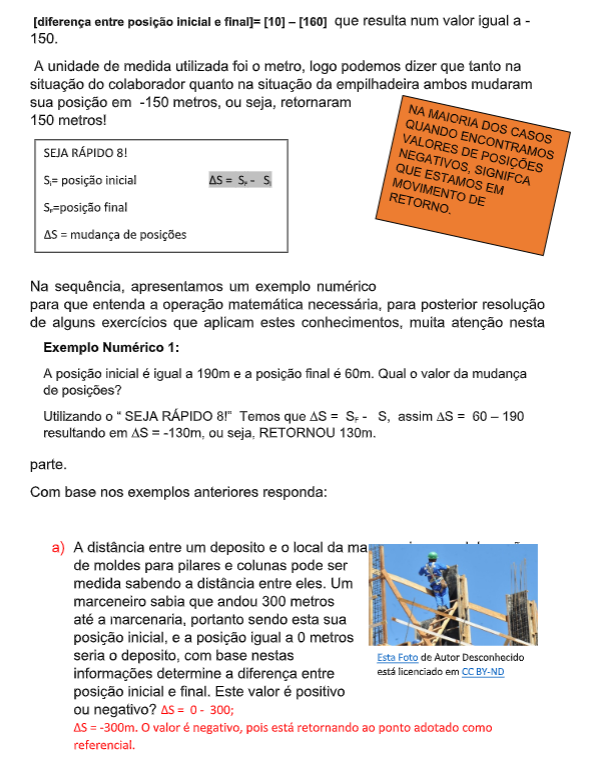 [diferença entre posição inicial e final]= [10] – [160] que resulta num valor igual a -
150.
A unidade de medida utilizada foi o metro, logo podemos dizer que tanto na
situação do colaborador quanto na situação da empilhadeira ambos mudaram
sua posição em -150 metros, ou seja, retornaram
150 metros!
NA MAIORIA DOS CASOS
QUANDO ENCONTRAMOS
VALORES DE POSIÇÕES
NEGATIVOS, SIGNIFCA
QUE ESTAMOS EM
MOVIMENTO DE
RETORNO.
SEJA RÁPIDO 8!
Sᵢ= posição inicial
ΔS = S_F - S_i
S_F=posição final
ΔS = mudança de posições
Na sequência, apresentamos um exemplo numérico
para que entenda a operação matemática necessária, para posterior resolução
de alguns exercícios que aplicam estes conhecimentos, muita atenção nesta
Exemplo Numérico 1:
A posição inicial é igual a 190m e a posição final é 60m. Qual o valor da mudança
de posições?
Utilizando o “ SEJA RÁPIDO 8!” Temos que ΔS = S_F - S, assim ΔS = 60 – 190
resultando em ΔS = -130m, ou seja, RETORNOU 130m.
parte.
Com base nos exemplos anteriores responda:
a) A distância entre um deposito e o local da
de moldes para pilares e colunas pode ser
medida sabendo a distância entre eles. Um
marceneiro sabia que andou 300 metros
até a marcenaria, portanto sendo esta sua
posição inicial, e a posição igual a 0 metros
seria o deposito, com base nestas
informações determine a diferença entre
posição inicial e final. Este valor é positivo
ou negativo? ΔS = 0 - 300;
ΔS = -300m. O valor é negativo, pois está retornando ao ponto adotado como
referencial.
Esta Foto de Autor Desconhecido
está licenciado em CC BY-ND